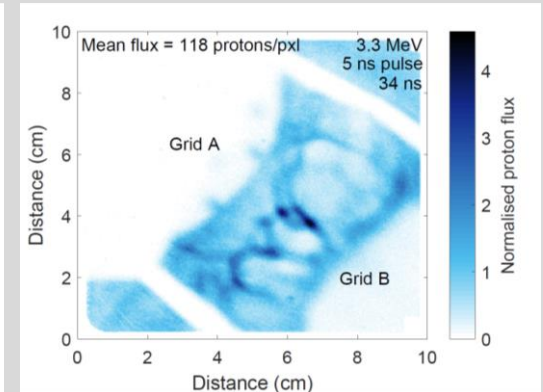 Mean flux = 118 protons/pxl
3.3 MeV
5 ns pulse
34 ns
Grid A
Grid B
Distance (cm)
10
8
6
4
2
0
0 2 4 6 8 10
Distance (cm)
4
3
2
1
0
Normalised proton flux